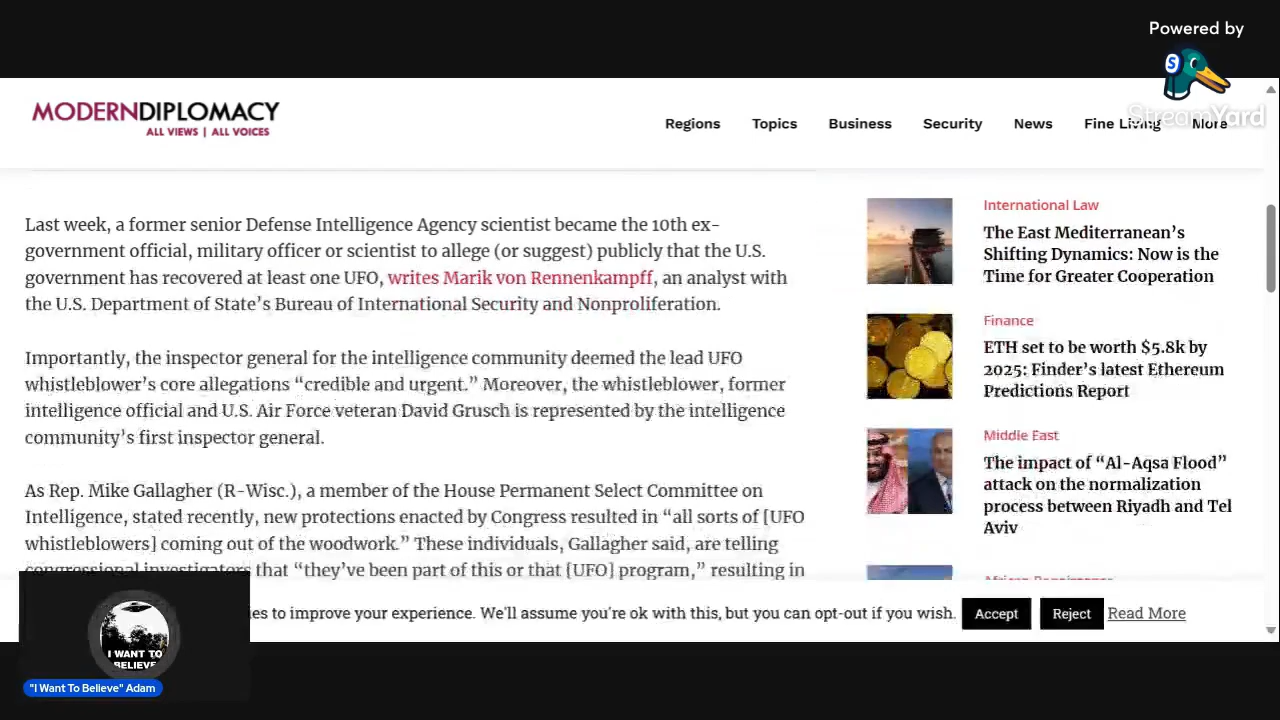 Powered by
StreamYard
MODERNDIPLOMACY
ALL VIEWS | ALL VOICES
Regions
Topics
Business
Security
News
Fine Living
More
Last week, a former senior Defense Intelligence Agency scientist became the 10th ex-
government official, military officer or scientist to allege (or suggest) publicly that the U.S.
government has recovered at least one UFO, writes Marik von Rennenkampff, an analyst with
the U.S. Department of State’s Bureau of International Security and Nonproliferation.
Importantly, the inspector general for the intelligence community deemed the lead UFO
whistleblower’s core allegations “credible and urgent.” Moreover, the whistleblower, former
intelligence official and U.S. Air Force veteran David Grusch is represented by the intelligence
community’s first inspector general.
As Rep. Mike Gallagher (R-Wisc.), a member of the House Permanent Select Committee on
Intelligence, stated recently, new protections enacted by Congress resulted in “all sorts of [UFO
whistleblowers] coming out of the woodwork.” These individuals, Gallagher said, are telling
congressional investigators that “they’ve been part of this or that [UFO] program,” resulting in
International Law
The East Mediterranean’s
Shifting Dynamics: Now is the
Time for Greater Cooperation
Finance
ETH set to be worth $5.8k by
2025: Finder’s latest Ethereum
Predictions Report
Middle East
The impact of “Al-Aqsa Flood”
attack on the normalization
process between Riyadh and Tel
Aviv
to improve your experience. We'll assume you're ok with this, but you can opt-out if you wish.
Accept
Reject
Read More
I WANT TO
BELIEVE
"I Want To Believe" Adam